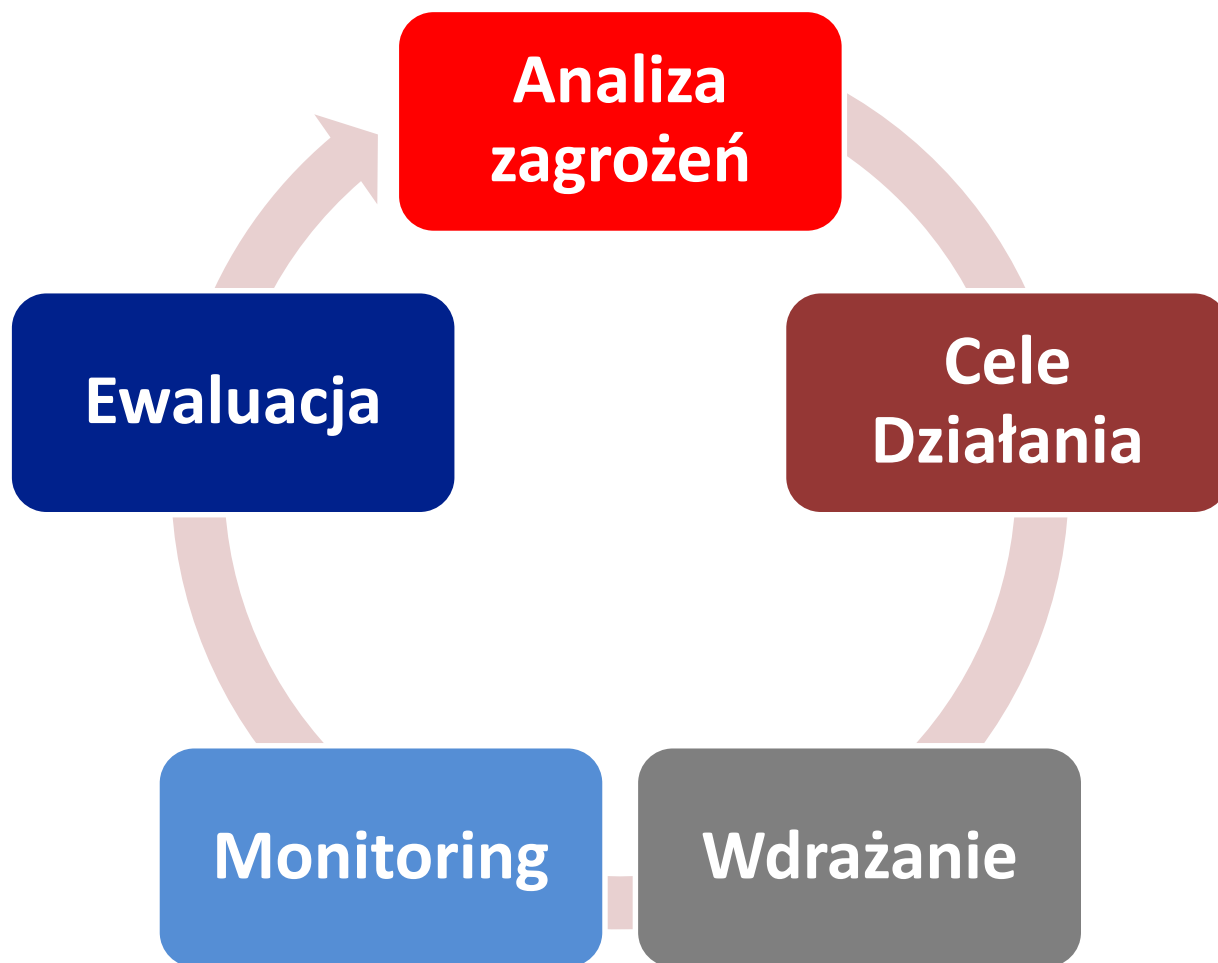 Analiza
zagrożeń
Cele
Działania
Wdrażanie
Monitoring
Ewaluacja